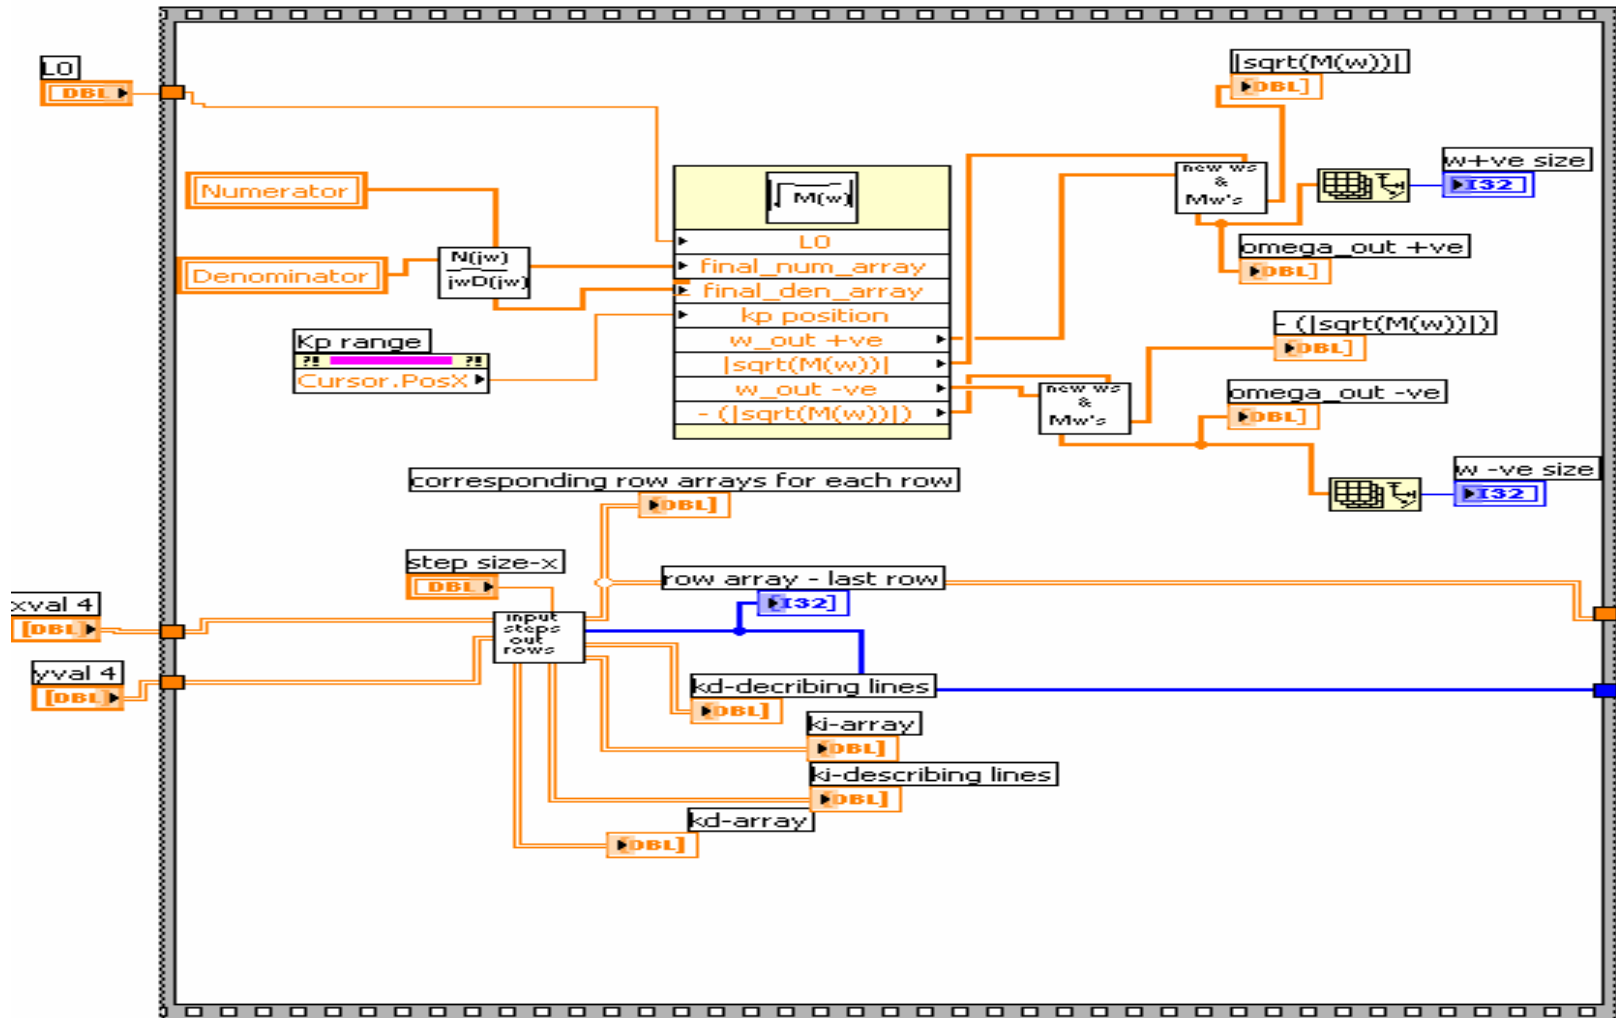 L0
DBL
|sqrt(M(w))|
[DBL]
w+ve size
I32
new ws
&
Mw's
Numerator
M(w)
L0
omega_out +ve
[DBL]
N(jw)
jwD(jw)
Denominator
final_num_array
final_den_array
kp position
- (|sqrt(M(w))|)
[DBL]
Kp range
?!
?!
Cursor.PosX
w_out +ve
|sqrt(M(w))|
w_out -ve
- (|sqrt(M(w))|)
new ws
&
Mw's
omega_out -ve
[DBL]
w -ve size
I32
corresponding row arrays for each row
[DBL]
step size-x
DBL
row array - last row
[I32]
xval 4
[DBL]
input
steps
out
rows
yval 4
[DBL]
kd-decribing lines
[DBL]
ki-array
[DBL]
ki-describing lines
[DBL]
kd-array
[DBL]